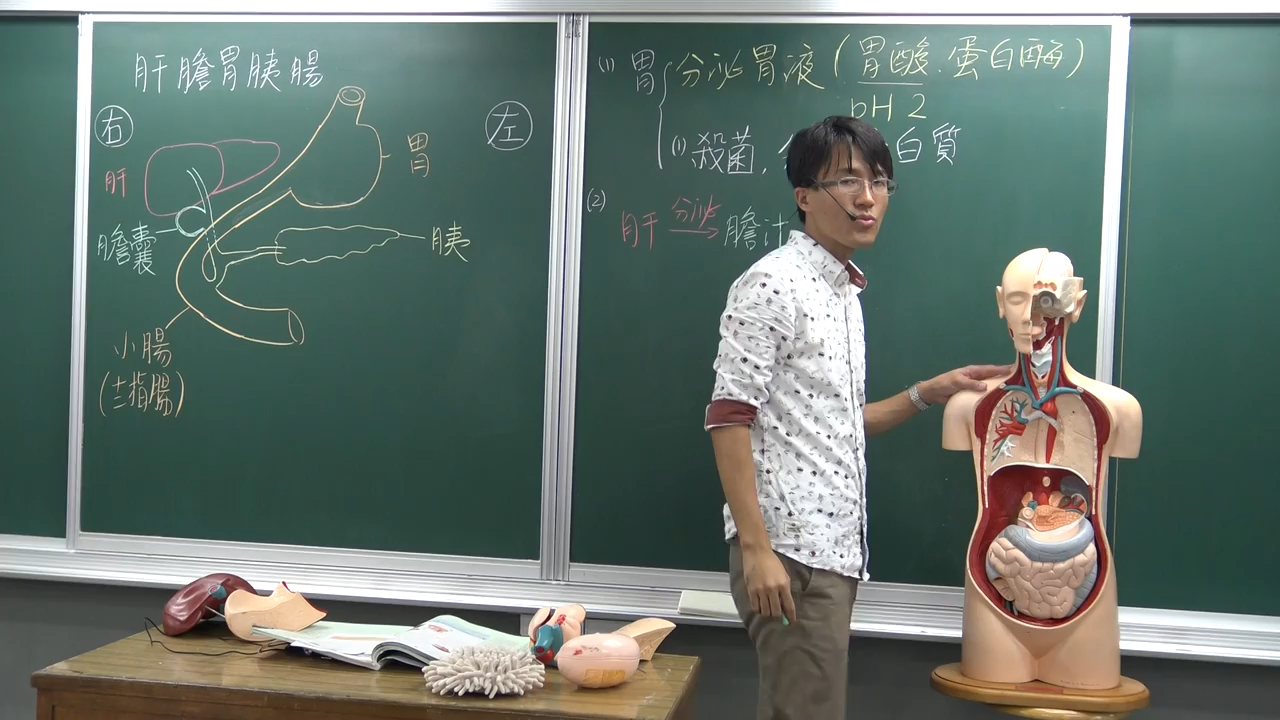 肝膽胃胰腸
右
左
肝
胃
膽囊
胰
小腸
(十二指腸)
(1) 胃 分泌胃液(胃酸、蛋白酶)
pH 2
(1) 殺菌, 白質
(2)
肝 分泌 膽汁